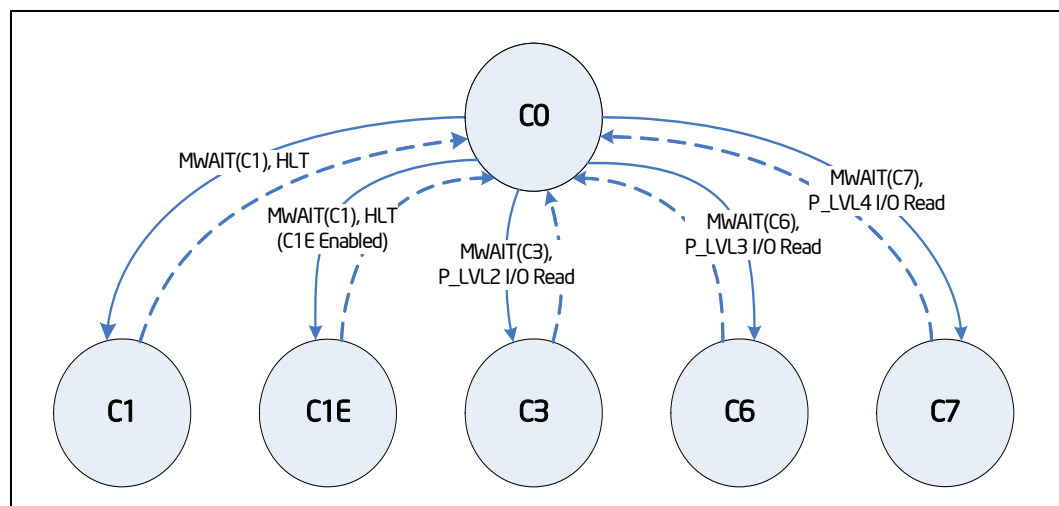 C0
MWAIT(C1), HLT
MWAIT(C1), HLT
(C1E Enabled)
MWAIT(C3),
P_LVL2 I/O Read
MWAIT(C6),
P_LVL3 I/O Read
MWAIT(C7),
P_LVL4 I/O Read
C1
C1E
C3
C6
C7